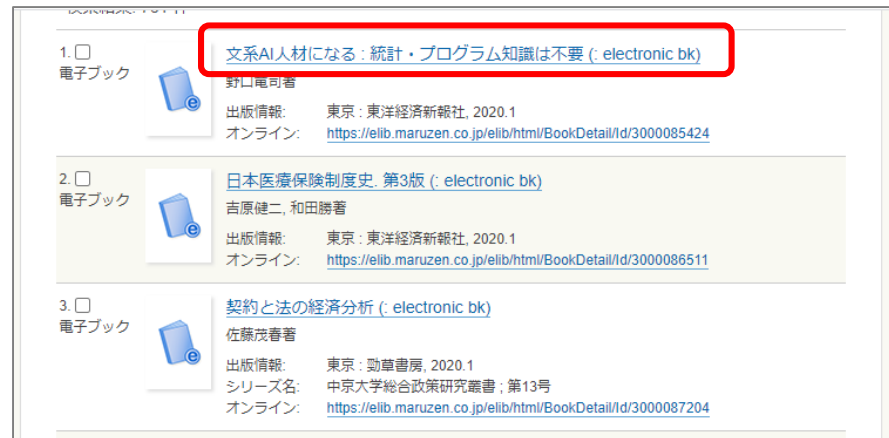 1.
電子ブック
文系AI人材になる : 統計・プログラム知識は不要 (: electronic bk)
野口竜司著
出版情報: 東京 : 東洋経済新報社, 2020.1
オンライン: https://elib.maruzen.co.jp/elib/html/BookDetail/Id/3000085424
2.
電子ブック
日本医療保険制度史. 第3版 (: electronic bk)
吉原健二, 和田勝著
出版情報: 東京 : 東洋経済新報社, 2020.1
オンライン: https://elib.maruzen.co.jp/elib/html/BookDetail/Id/3000086511
3.
電子ブック
契約と法の経済分析 (: electronic bk)
佐藤茂春著
出版情報: 東京 : 勁草書房, 2020.1
シリーズ名: 中京大学総合政策研究叢書 ; 第13号
オンライン: https://elib.maruzen.co.jp/elib/html/BookDetail/Id/3000087204